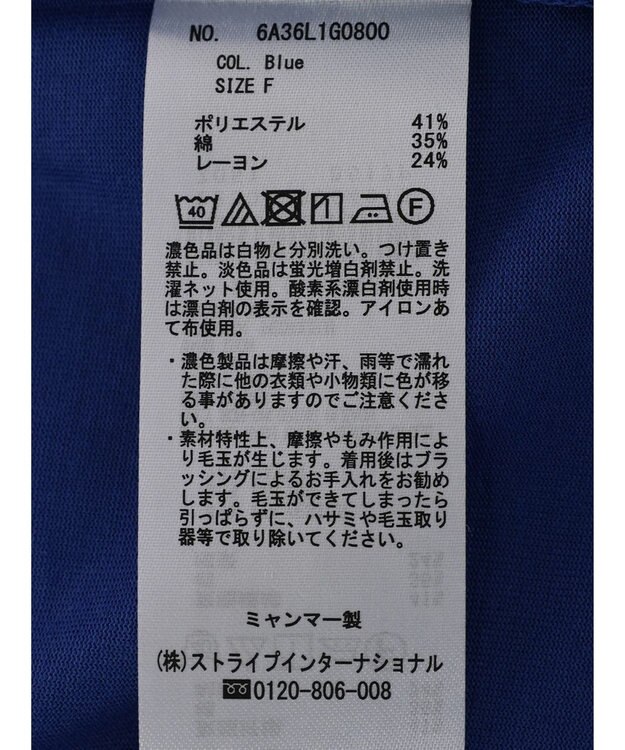 NO. 6A36L1G0800
COL. Blue
SIZE F
ポリエステル 41%
綿 35%
レーヨン 24%
40
F
濃色品は白物と分別洗い。つけ置き
禁止。淡色品は蛍光増白剤禁止。洗
濯ネット使用。酸素系漂白剤使用時
は漂白剤の表示を確認。アイロンあ
て布使用。
・濃色製品は摩擦や汗、雨等で濡れ
た際に他の衣類や小物類に色が移
る事がありますのでご注意くださ
い。
・素材特性上、摩擦やもみ作用によ
り毛玉が生じます。着用後はブラ
ッシングによるお手入れをお勧め
します。毛玉ができてしまったら
引っぱらずに、ハサミや毛玉取り
器等で取り除いてください。
ミャンマー製
(株)ストライプインターナショナル
0120-806-008